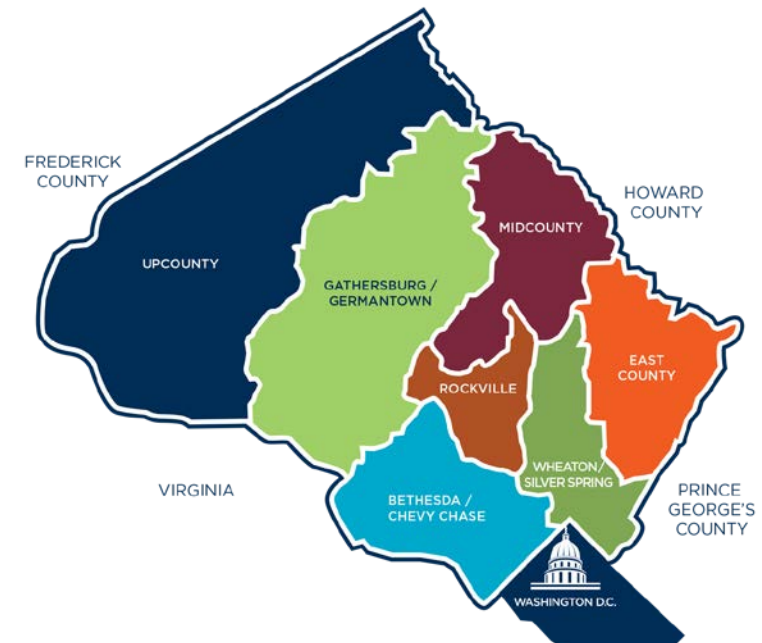 FREDERICK
COUNTY
HOWARD
COUNTY
MIDCOUNTY
UPCOUNTY
GATHERSBURG /
GERMANTOWN
EAST
COUNTY
ROCKVILLE
WHEATON/
SILVER SPRING
VIRGINIA
BETHESDA /
CHEVY CHASE
PRINCE
GEORGE'S
COUNTY
WASHINGTON D.C.